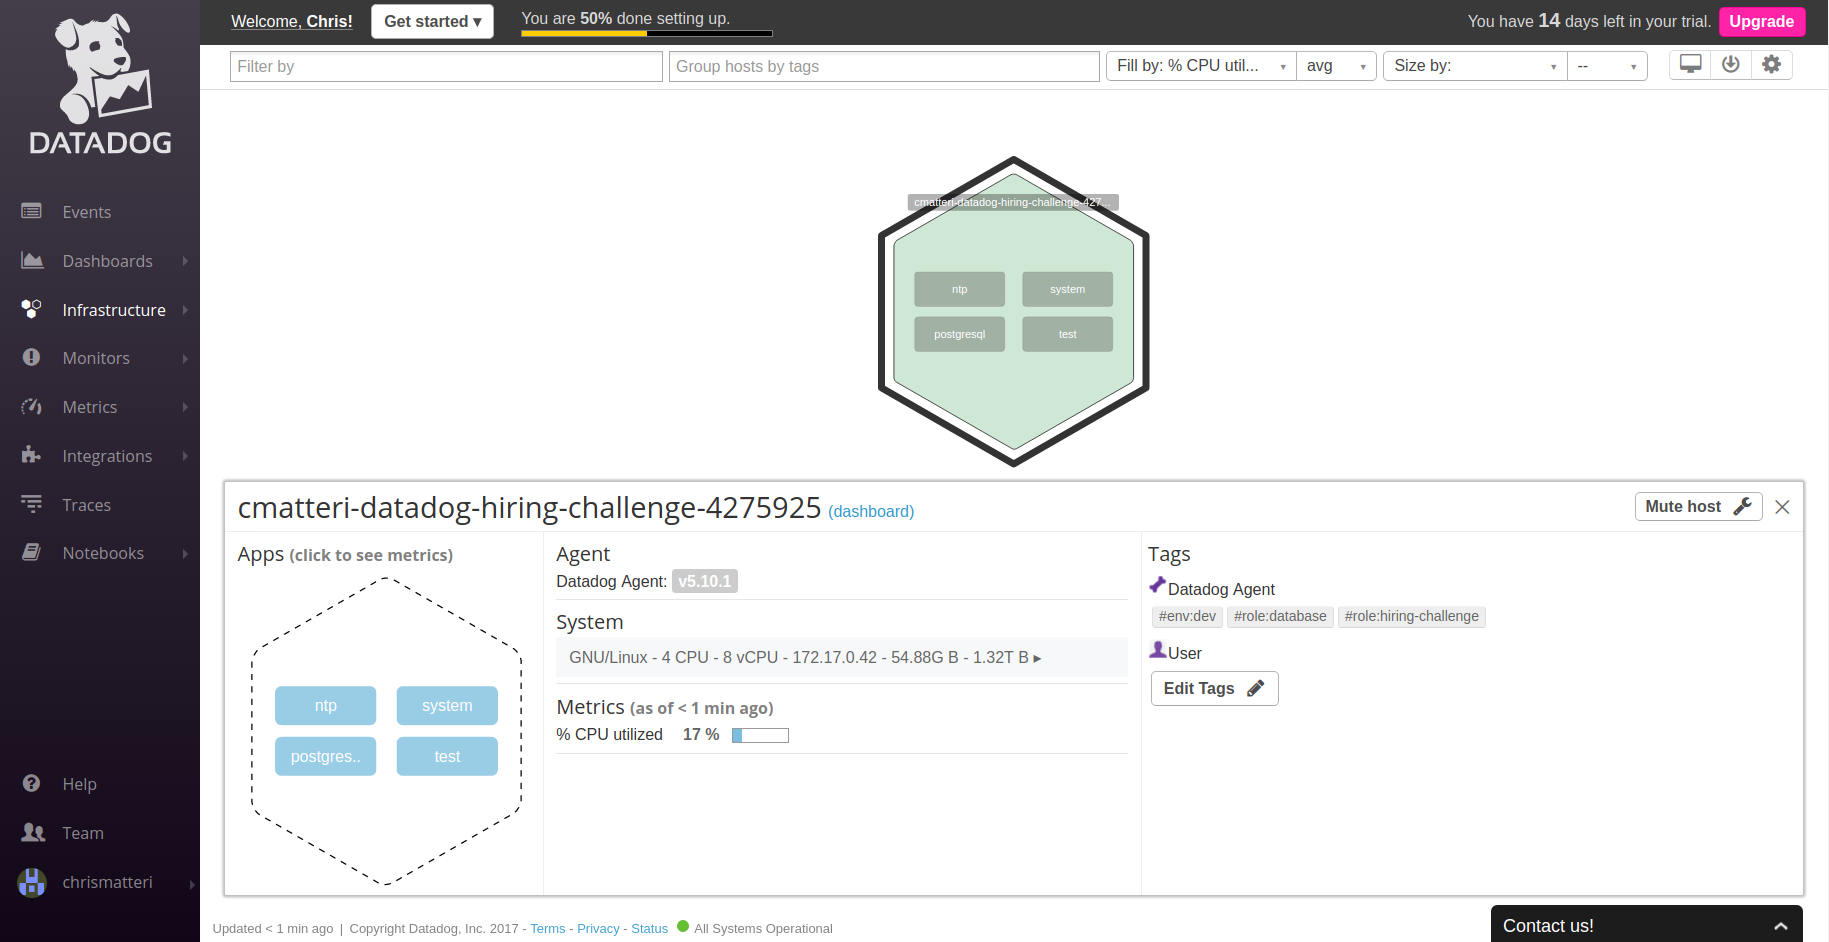 DATADOG
Events
Dashboards
Infrastructure
Monitors
Metrics
Integrations
Traces
Notebooks
Help
Team
chrismatteri
Welcome, Chris!
Get started ▾
You are 50% done setting up.
You have 14 days left in your trial.
Upgrade
Filter by
Group hosts by tags
Fill by: % CPU util...
avg
Size by:
--
cmatteri-datadog-hiring-challenge-427...
ntp
system
postgresql
test
cmatteri-datadog-hiring-challenge-4275925 (dashboard)
Mute host
Apps (click to see metrics)
ntp
system
postgres..
test
Agent
Datadog Agent: v5.10.1
System
GNU/Linux - 4 CPU - 8 vCPU - 172.17.0.42 - 54.88G B - 1.32T B ▸
Metrics (as of < 1 min ago)
% CPU utilized 17 %
Tags
Datadog Agent
#env:dev #role:database #role:hiring-challenge
User
Edit Tags
Updated < 1 min ago | Copyright Datadog, Inc. 2017 - Terms - Privacy - Status All Systems Operational
Contact us!